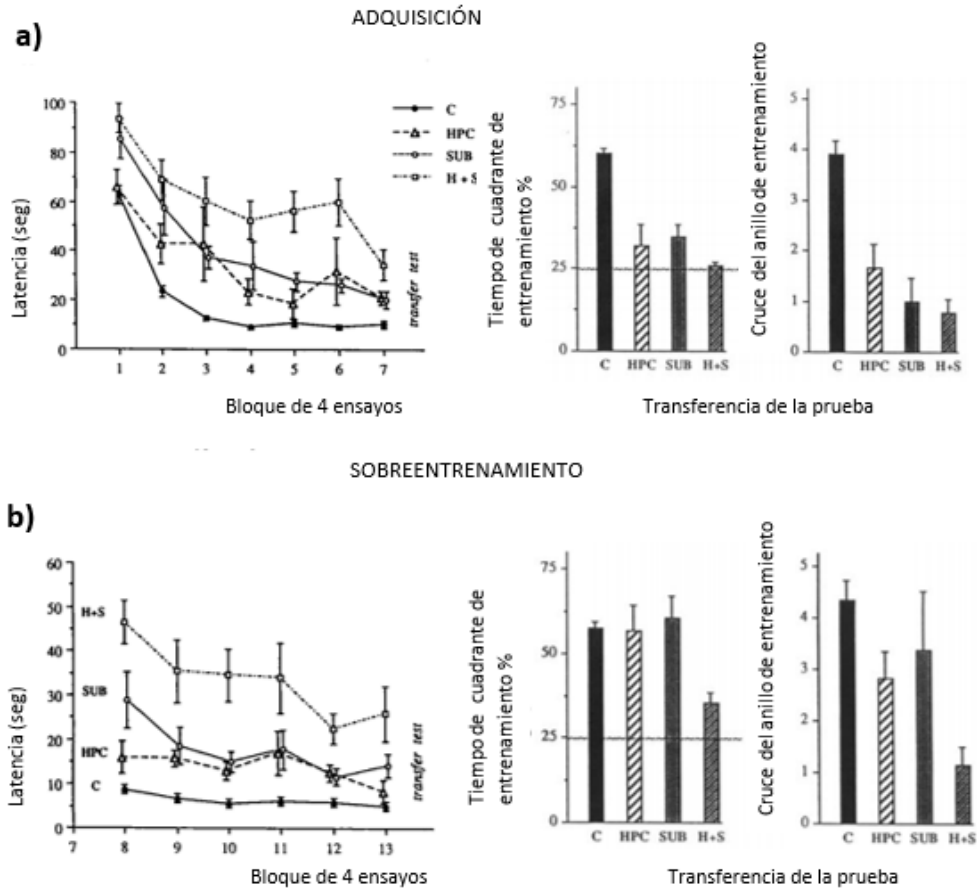 ADQUISICIÓN
a)
100
80
60
40
20
0
Latencia (seg)
C
HPC
SUB
H + S
transfer test
1 2 3 4 5 6 7
Bloque de 4 ensayos
Tiempo de cuadrante de
entrenamiento %
75
50
25
0
C HPC SUB H+S
Cruce del anillo de entrenamiento
5
4
3
2
1
0
C HPC SUB H+S
Transferencia de la prueba
SOBREENTRENAMIENTO
b)
60
50
40
30
20
10
0
Latencia (seg)
H+S
SUB
HPC
C
transfer test
7 8 9 10 11 12 13
Bloque de 4 ensayos
Tiempo de cuadrante de
entrenamiento %
75
50
25
0
C HPC SUB H+S
Cruce del anillo de entrenamiento
5
4
3
2
1
0
C HPC SUB H+S
Transferencia de la prueba